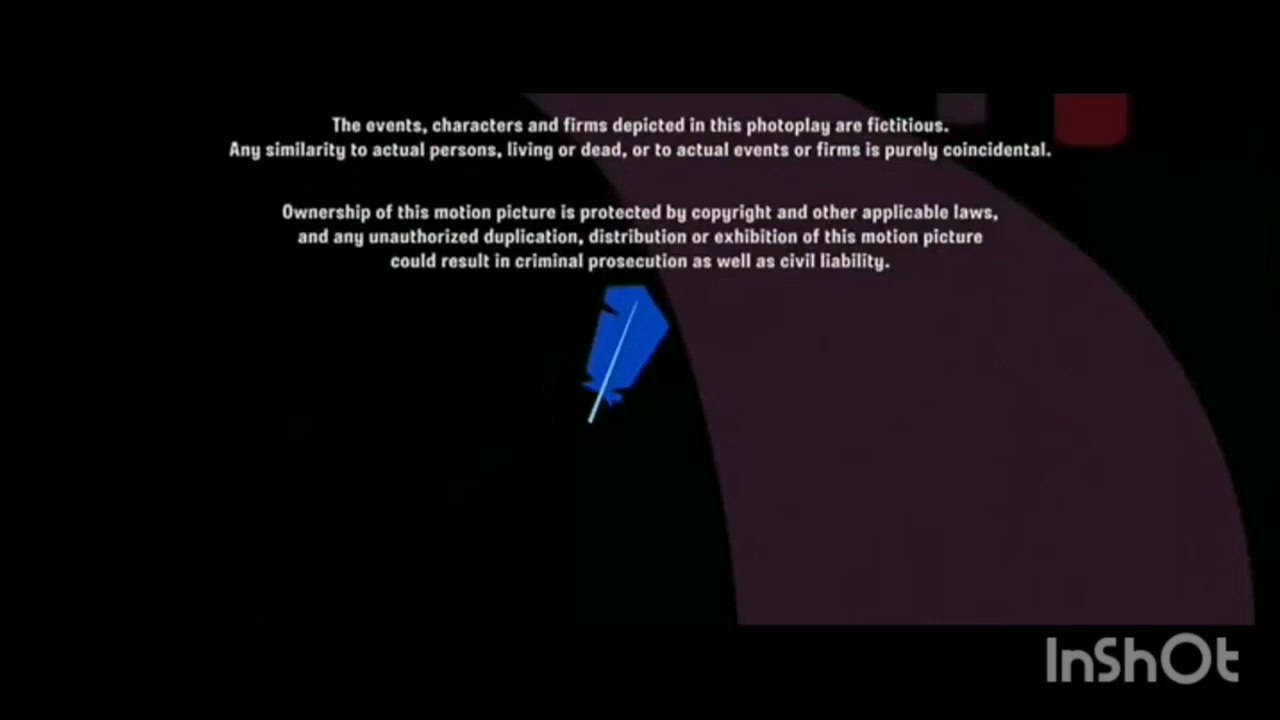 The events, characters and firms depicted in this photoplay are fictitious.
Any similarity to actual persons, living or dead, or to actual events or firms is purely coincidental.
Ownership of this motion picture is protected by copyright and other applicable laws,
and any unauthorized duplication, distribution or exhibition of this motion picture
could result in criminal prosecution as well as civil liability.
InShOt